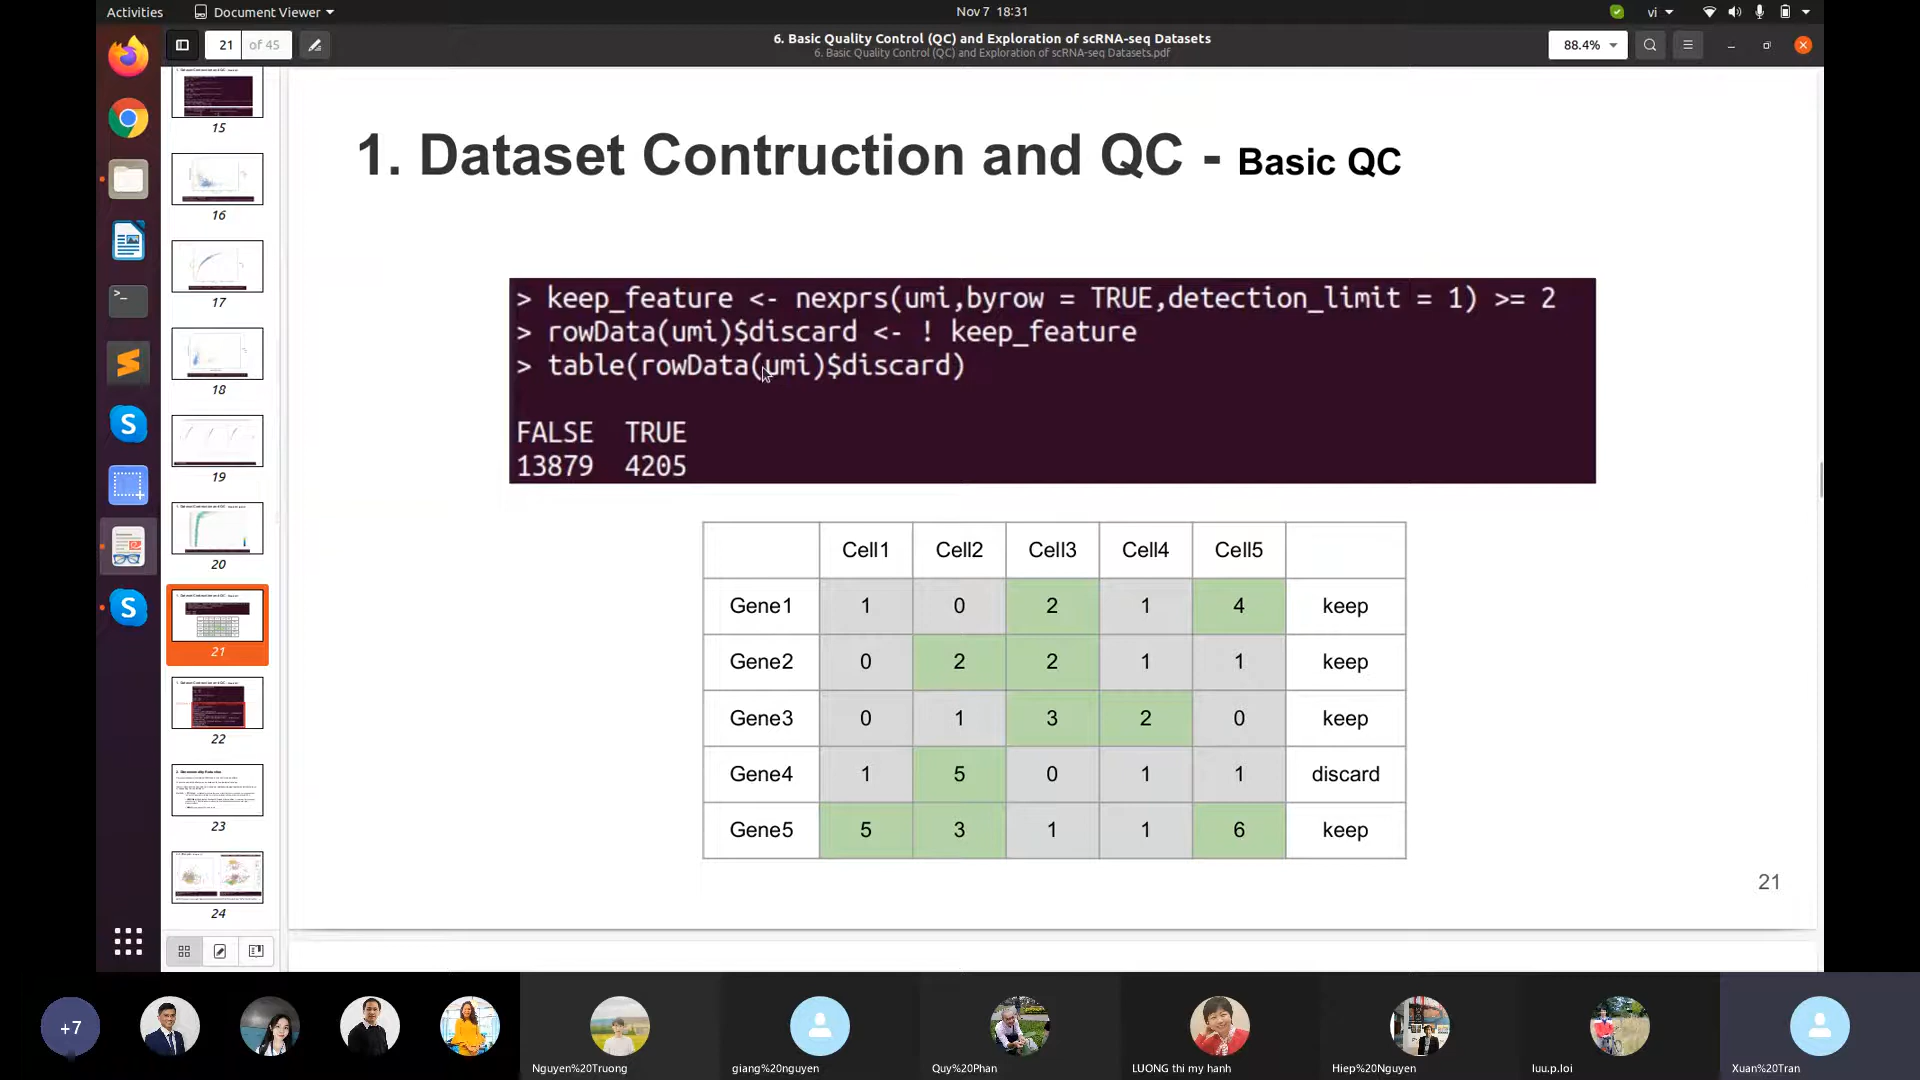 Activities
Document Viewer
Nov 7 18:31
vi
21
of 45
6. Basic Quality Control (QC) and Exploration of scRNA-seq Datasets
6. Basic Quality Control (QC) and Exploration of scRNA-seq Datasets.pdf
88.4%
15
16
17
18
19
20
21
22
23
24
1. Dataset Contruction and QC - Basic QC
> keep_feature <- nexprs(umi,byrow = TRUE,detection_limit = 1) >= 2
> rowData(umi)$discard <- ! keep_feature
> table(rowData(umi)$discard)
FALSE TRUE
13879 4205
Cell1 Cell2 Cell3 Cell4 Cell5
Gene1 1 0 2 1 4 keep
Gene2 0 2 2 1 1 keep
Gene3 0 1 3 2 0 keep
Gene4 1 5 0 1 1 discard
Gene5 5 3 1 1 6 keep
21
+7
Nguyen%20Truong
giang%20nguyen
Quy%20Phan
LUONG thi my hanh
Hiep%20Nguyen
luu.p.loi
Xuan%20Tran